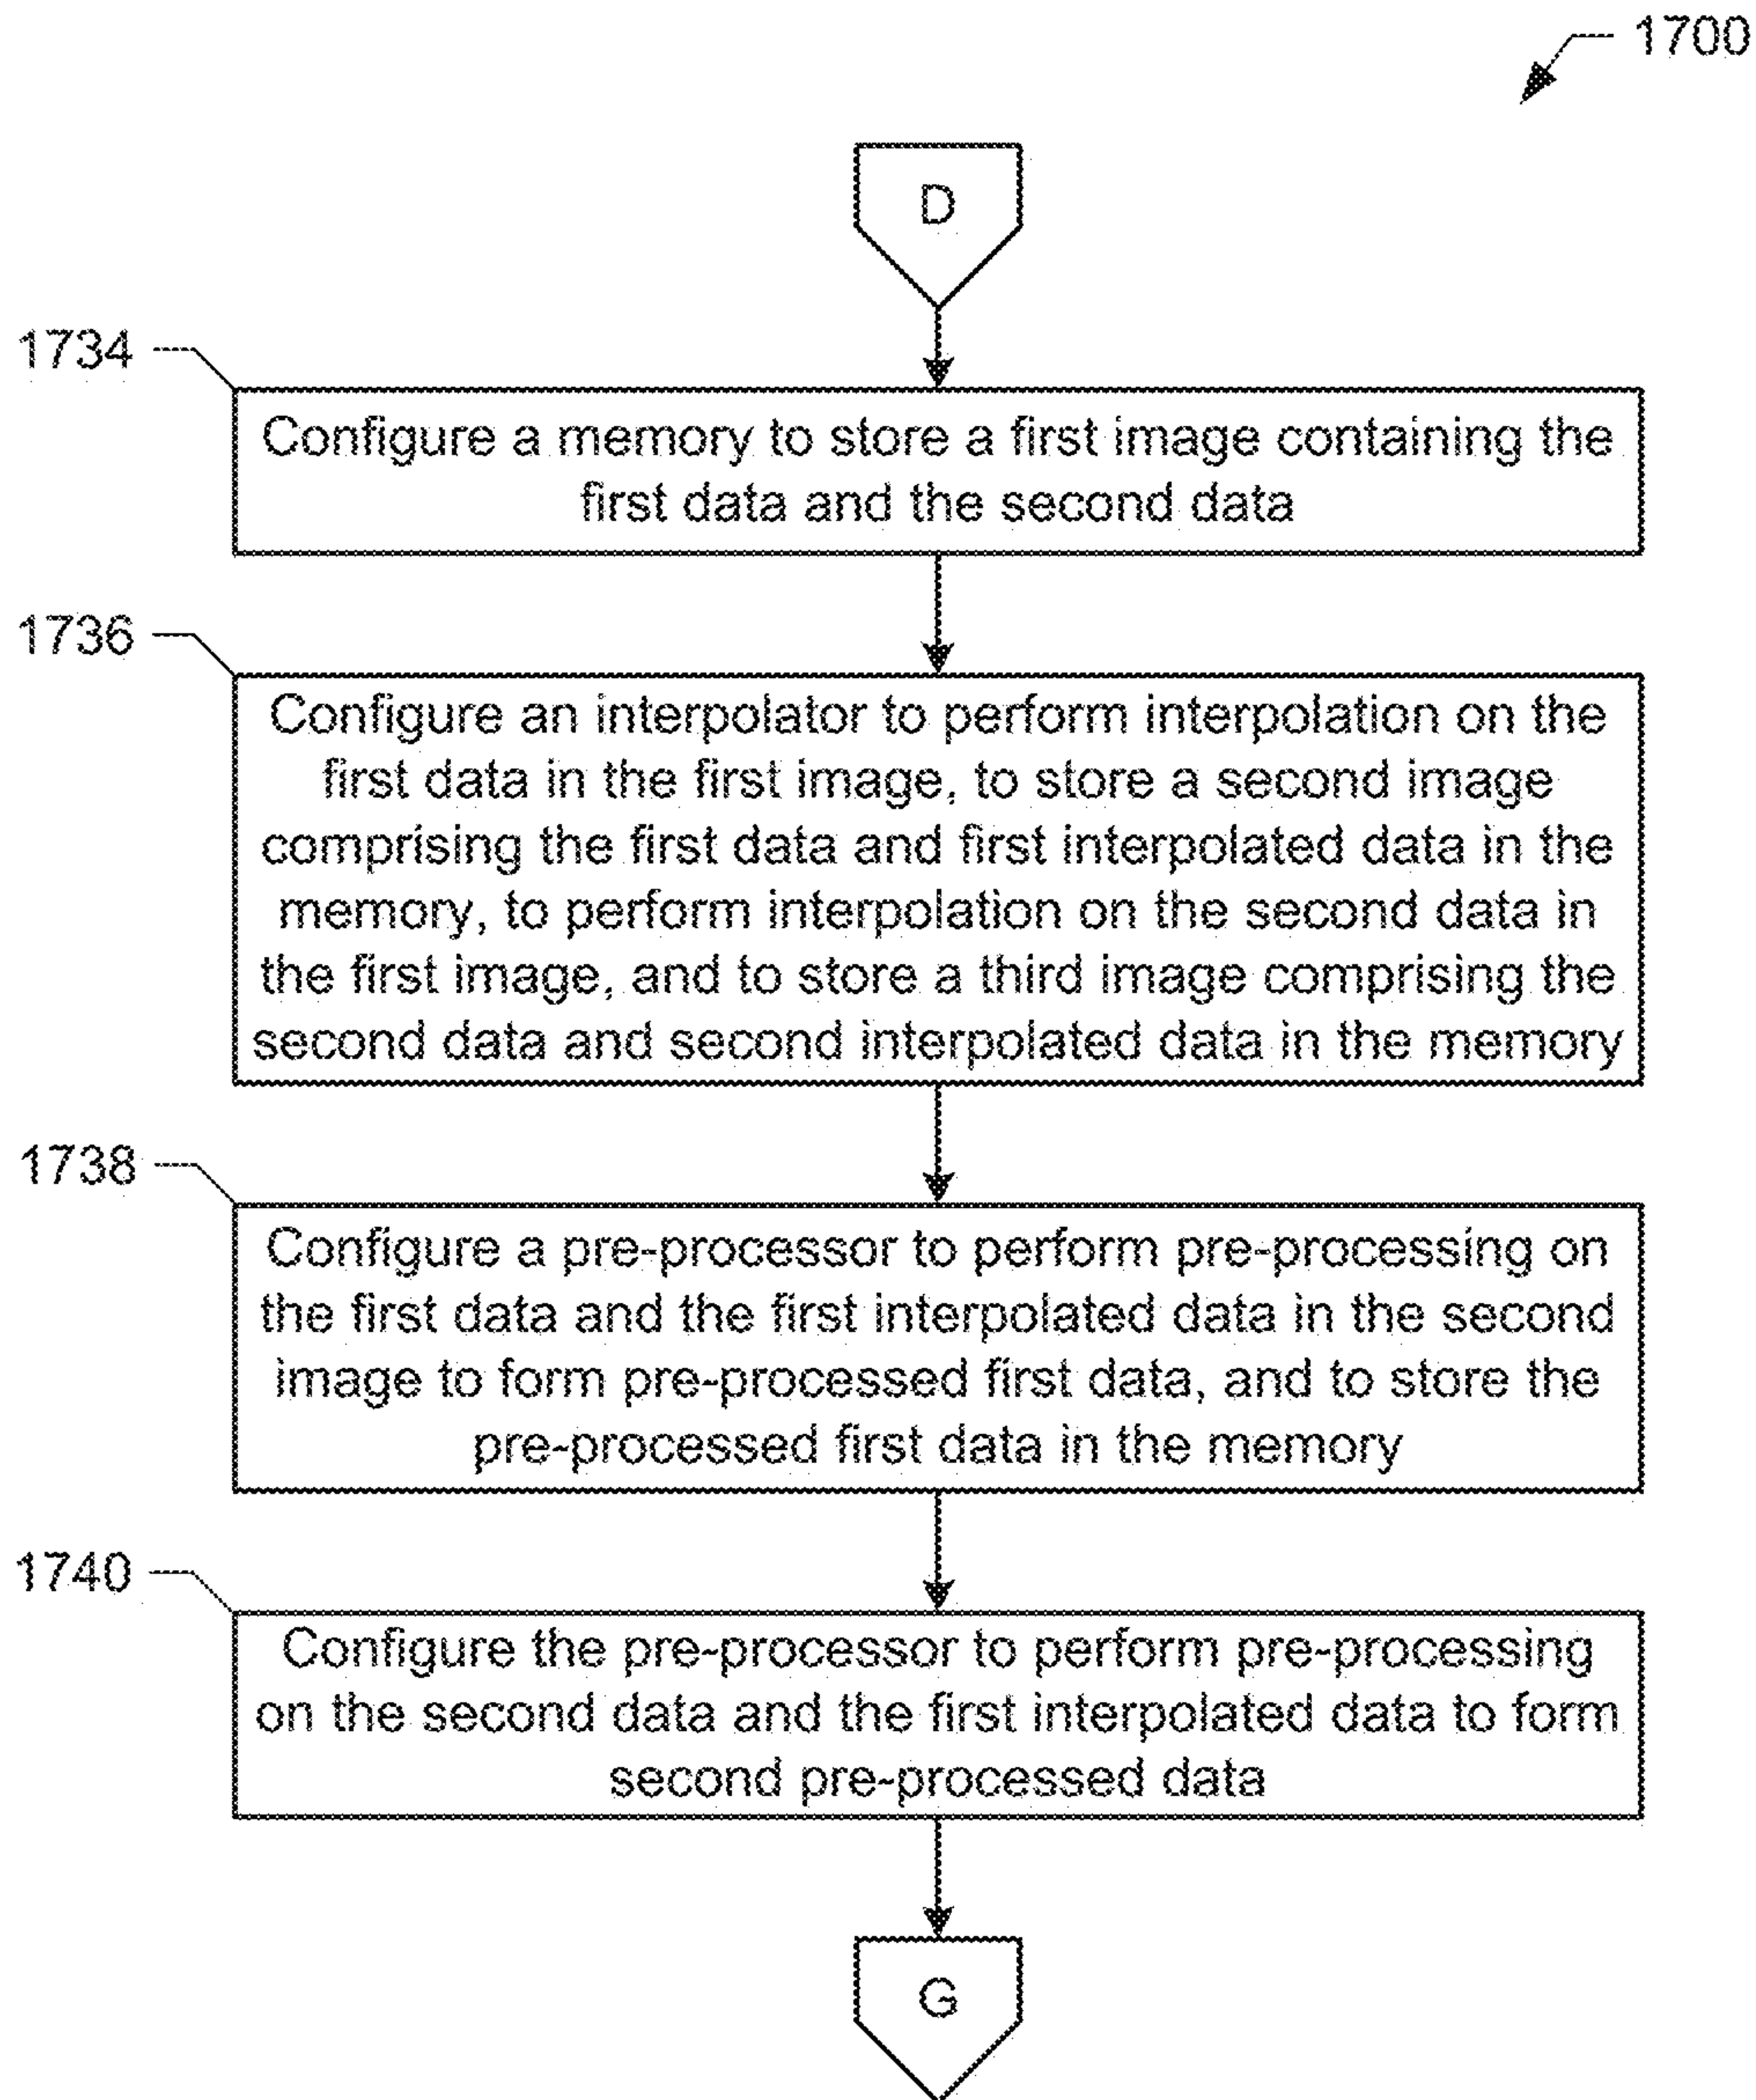 1700
D
1734
Configure a memory to store a first image containing the
first data and the second data
1736
Configure an interpolator to perform interpolation on the
first data in the first image, to store a second image
comprising the first data and first interpolated data in the
memory, to perform interpolation on the second data in
the first image, and to store a third image comprising the
second data and second interpolated data in the memory
1738
Configure a pre-processor to perform pre-processing on
the first data and the first interpolated data in the second
image to form pre-processed first data, and to store the
pre-processed first data in the memory
1740
Configure the pre-processor to perform pre-processing
on the second data and the first interpolated data to form
second pre-processed data
G